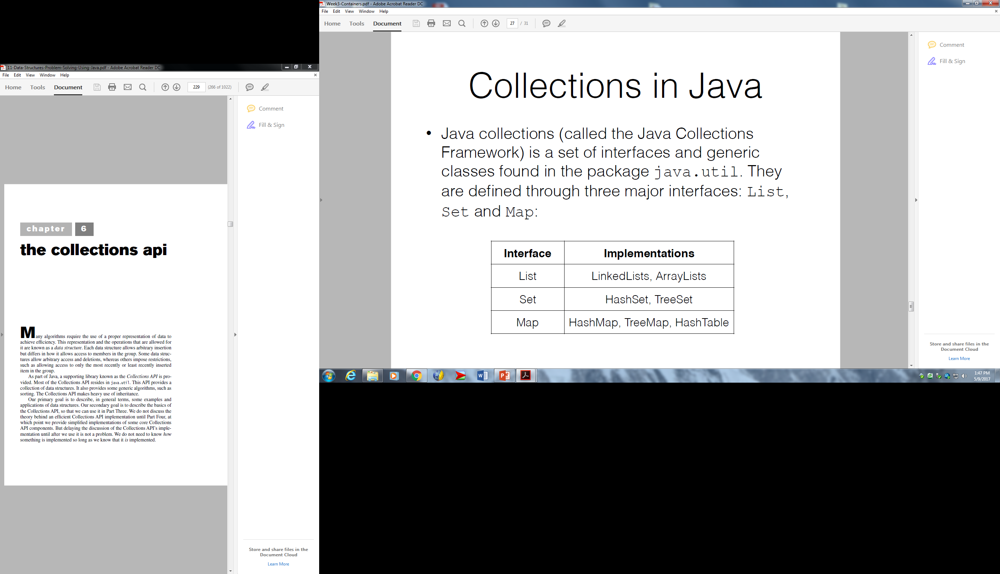 11-Data-Structures-Problem-Solving-Using-Java.pdf - Adobe Acrobat Reader DC
File Edit View Window Help
Home Tools Document 229 (266 of 1022)
Comment
Fill & Sign
chapter 6
the collections api
Many algorithms require the use of a proper representation of data to
achieve efficiency. This representation and the operations that are allowed for
it are known as a data structure. Each data structure allows arbitrary insertion
but differs in how it allows access to members in the group. Some data struc-
tures allow arbitrary access and deletions, whereas others impose restrictions,
such as allowing access to only the most recently or least recently inserted
item in the group.
As part of Java, a supporting library known as the Collections API is pro-
vided. Most of the Collections API resides in java.util. This API provides a
collection of data structures. It also provides some generic algorithms, such as
sorting. The Collections API makes heavy use of inheritance.
Our primary goal is to describe, in general terms, some examples and
applications of data structures. Our secondary goal is to describe the basics of
the Collections API, so that we can use it in Part Three. We do not discuss the
theory behind an efficient Collections API implementation until Part Four, at
which point we provide simplified implementations of some core Collections
API components. But delaying the discussion of the Collections API's imple-
mentation until after we use it is not a problem. We do not need to know how
something is implemented so long as we know that it is implemented.
Store and share files in the
Document Cloud
Learn More
Week3-Containers.pdf - Adobe Acrobat Reader DC
File Edit View Window Help
Home Tools Document 27 / 31
Comment
Fill & Sign
Collections in Java
• Java collections (called the Java Collections
Framework) is a set of interfaces and generic
classes found in the package java.util. They
are defined through three major interfaces: List,
Set and Map:
Interface Implementations
List LinkedLists, ArrayLists
Set HashSet, TreeSet
Map HashMap, TreeMap, HashTable
Store and share files in the
Document Cloud
Learn More
1:47 PM
5/9/2017